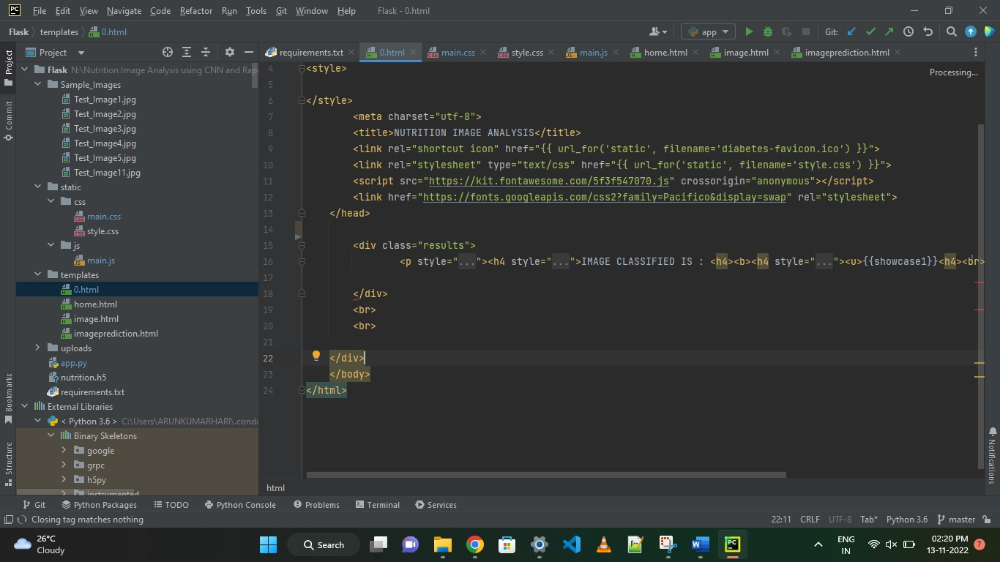 PC File Edit View Navigate Code Refactor Run Tools Git Window Help Flask - 0.html
Flask templates 0.html app Git:
Project requirements.txt 0.html main.css style.css main.js home.html image.html imageprediction.html
Project
Commit
Bookmarks
Structure
Flask N:\Nutrition Image Analysis using CNN and Rapi
Sample_Images
Test_Image1.jpg
Test_Image2.jpg
Test_Image3.jpg
Test_Image4.jpg
Test_Image5.jpg
Test_Image11.jpg
static
css
main.css
style.css
js
main.js
templates
0.html
home.html
image.html
imageprediction.html
uploads
app.py
nutrition.h5
requirements.txt
External Libraries
< Python 3.6 > C:\Users\ARUNKUMARHARI\.conda
Binary Skeletons
google
grpc
h5py
instrumented
Processing...
4 <style>
5
6 </style>
7 <meta charset="utf-8">
8 <title>NUTRITION IMAGE ANALYSIS</title>
9 <link rel="shortcut icon" href="{{ url_for('static', filename='diabetes-favicon.ico') }}">
10 <link rel="stylesheet" type="text/css" href="{{ url_for('static', filename='style.css') }}">
11 <script src="https://kit.fontawesome.com/5f3f547070.js" crossorigin="anonymous"></script>
12 <link href="https://fonts.googleapis.com/css2?family=Pacifico&display=swap" rel="stylesheet">
13 </head>
14
15 <div class="results">
16 <p style="..."><h4 style="...">IMAGE CLASSIFIED IS : <h4><b><h4 style="..."><u>{{showcase1}}<h4><br>
17
18 </div>
19 <br>
20 <br>
21
22 </div>
23 </body>
24 </html>
html
Notifications
Git Python Packages TODO Python Console Problems Terminal Services
Closing tag matches nothing 22:11 CRLF UTF-8 Tab* Python 3.6 master
26°C
Cloudy
Search
ENG
IN
02:20 PM
13-11-2022
7